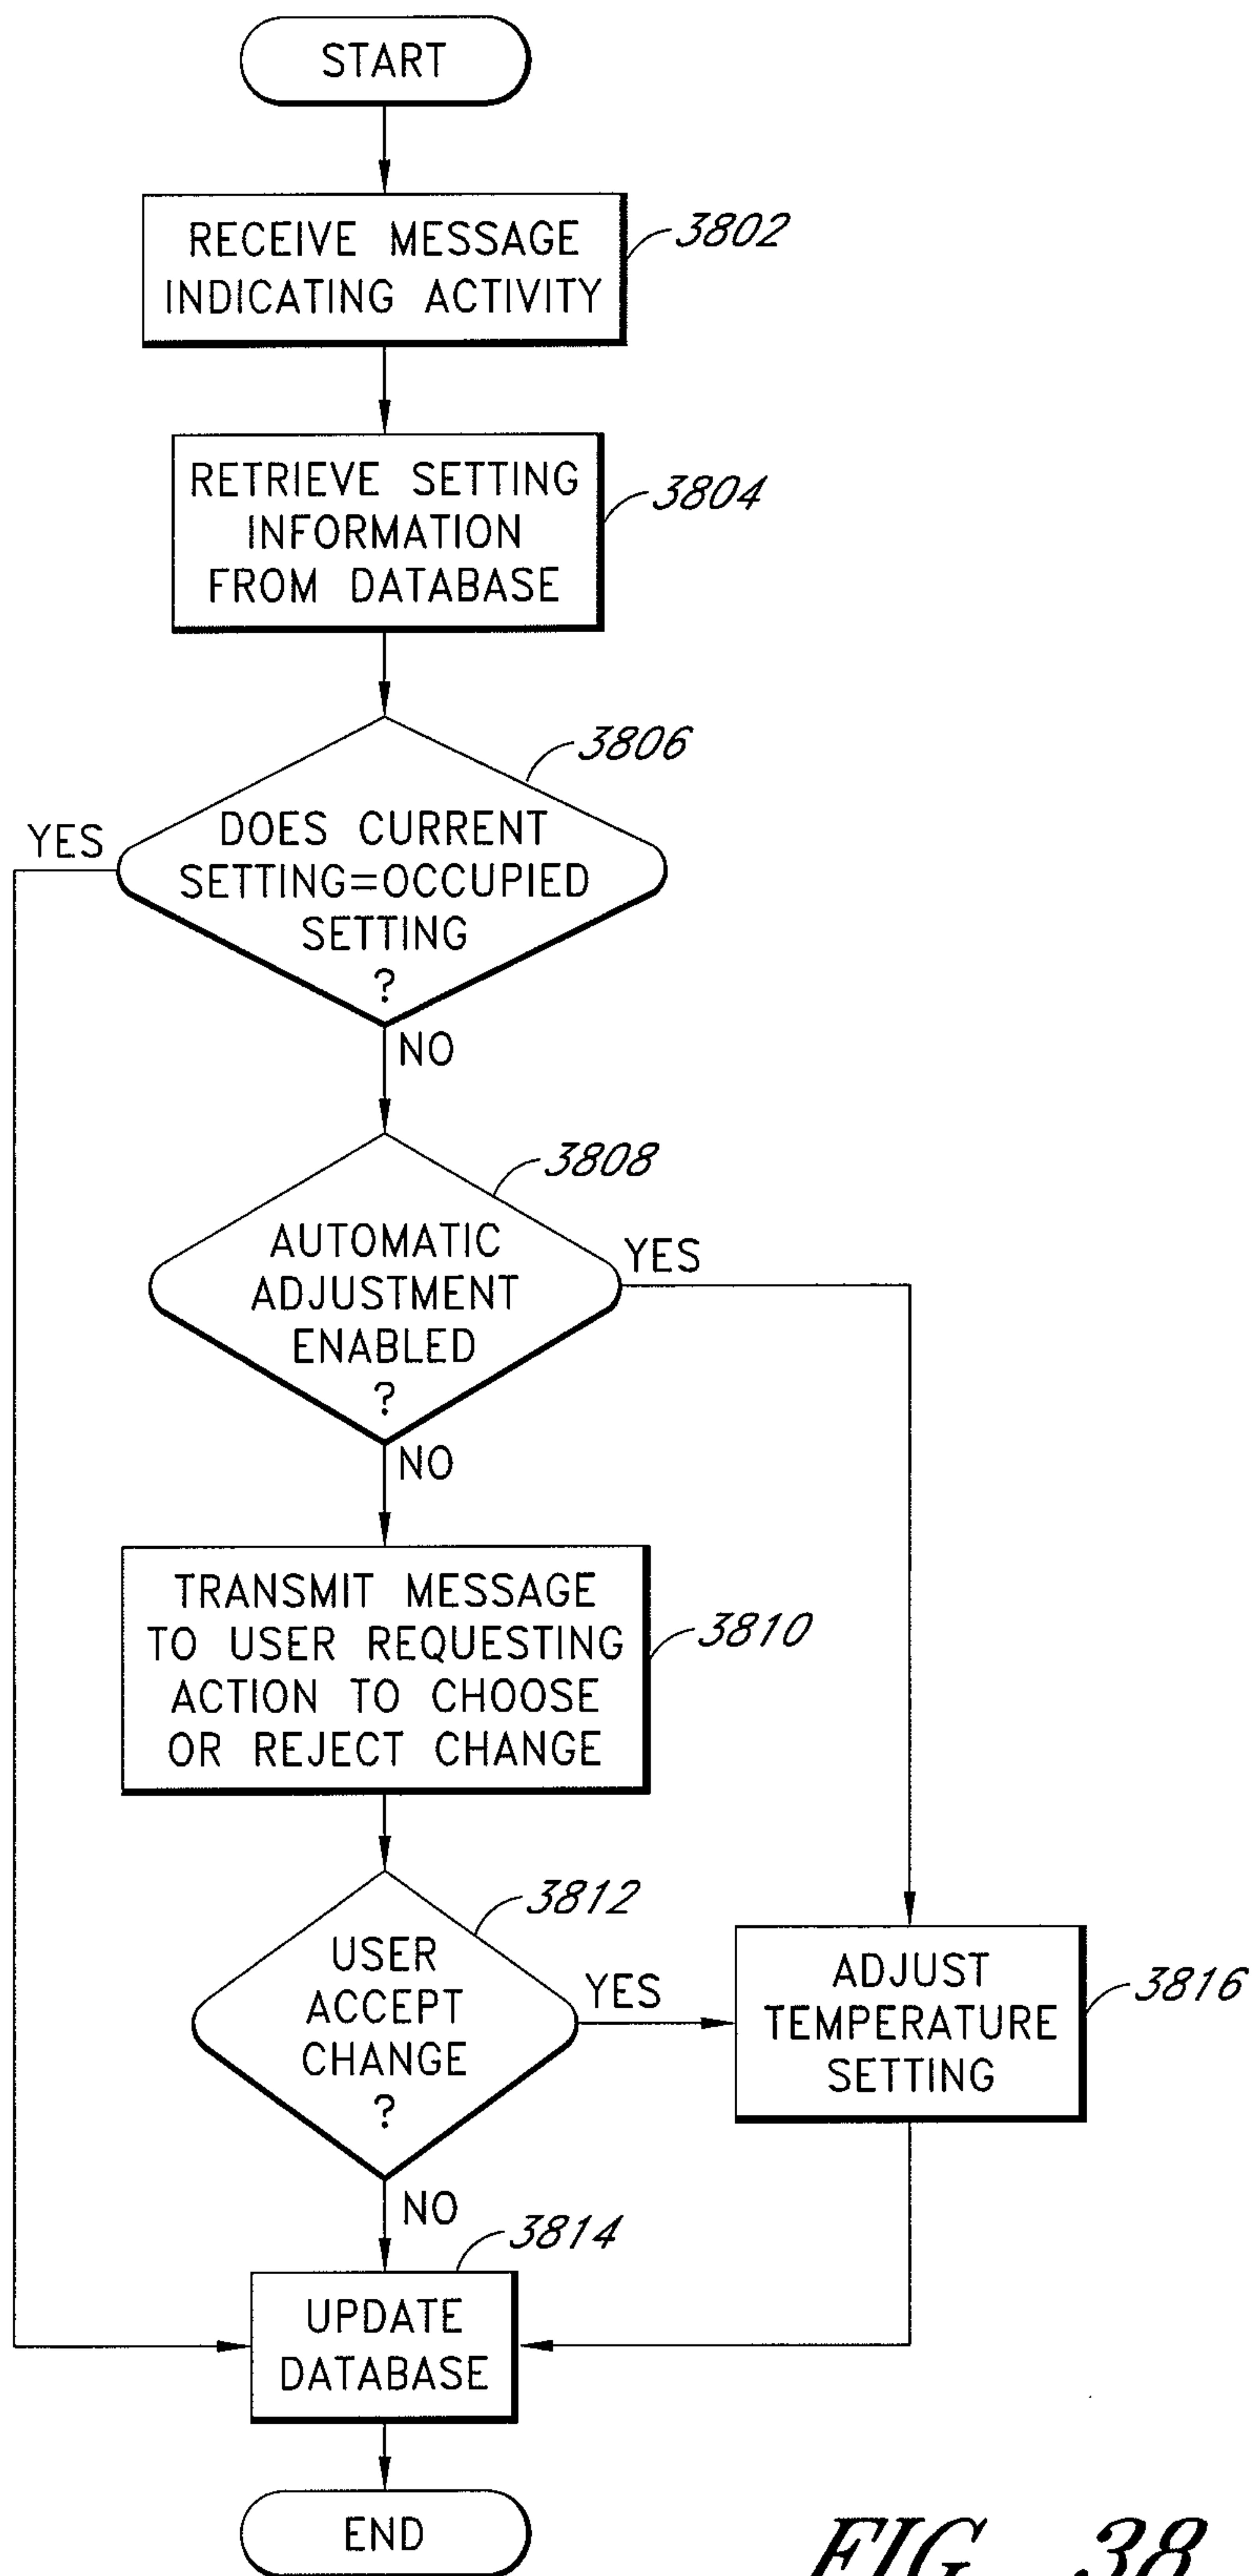 START
RECEIVE MESSAGE
INDICATING ACTIVITY
3802
RETRIEVE SETTING
INFORMATION
FROM DATABASE
3804
3806
YES
DOES CURRENT
SETTING=OCCUPIED
SETTING
?
NO
3808
AUTOMATIC
ADJUSTMENT
ENABLED
?
YES
NO
TRANSMIT MESSAGE
TO USER REQUESTING
ACTION TO CHOOSE
OR REJECT CHANGE
3810
3812
USER
ACCEPT
CHANGE
?
YES
ADJUST
TEMPERATURE
SETTING
3816
NO
3814
UPDATE
DATABASE
END
FIG. 38